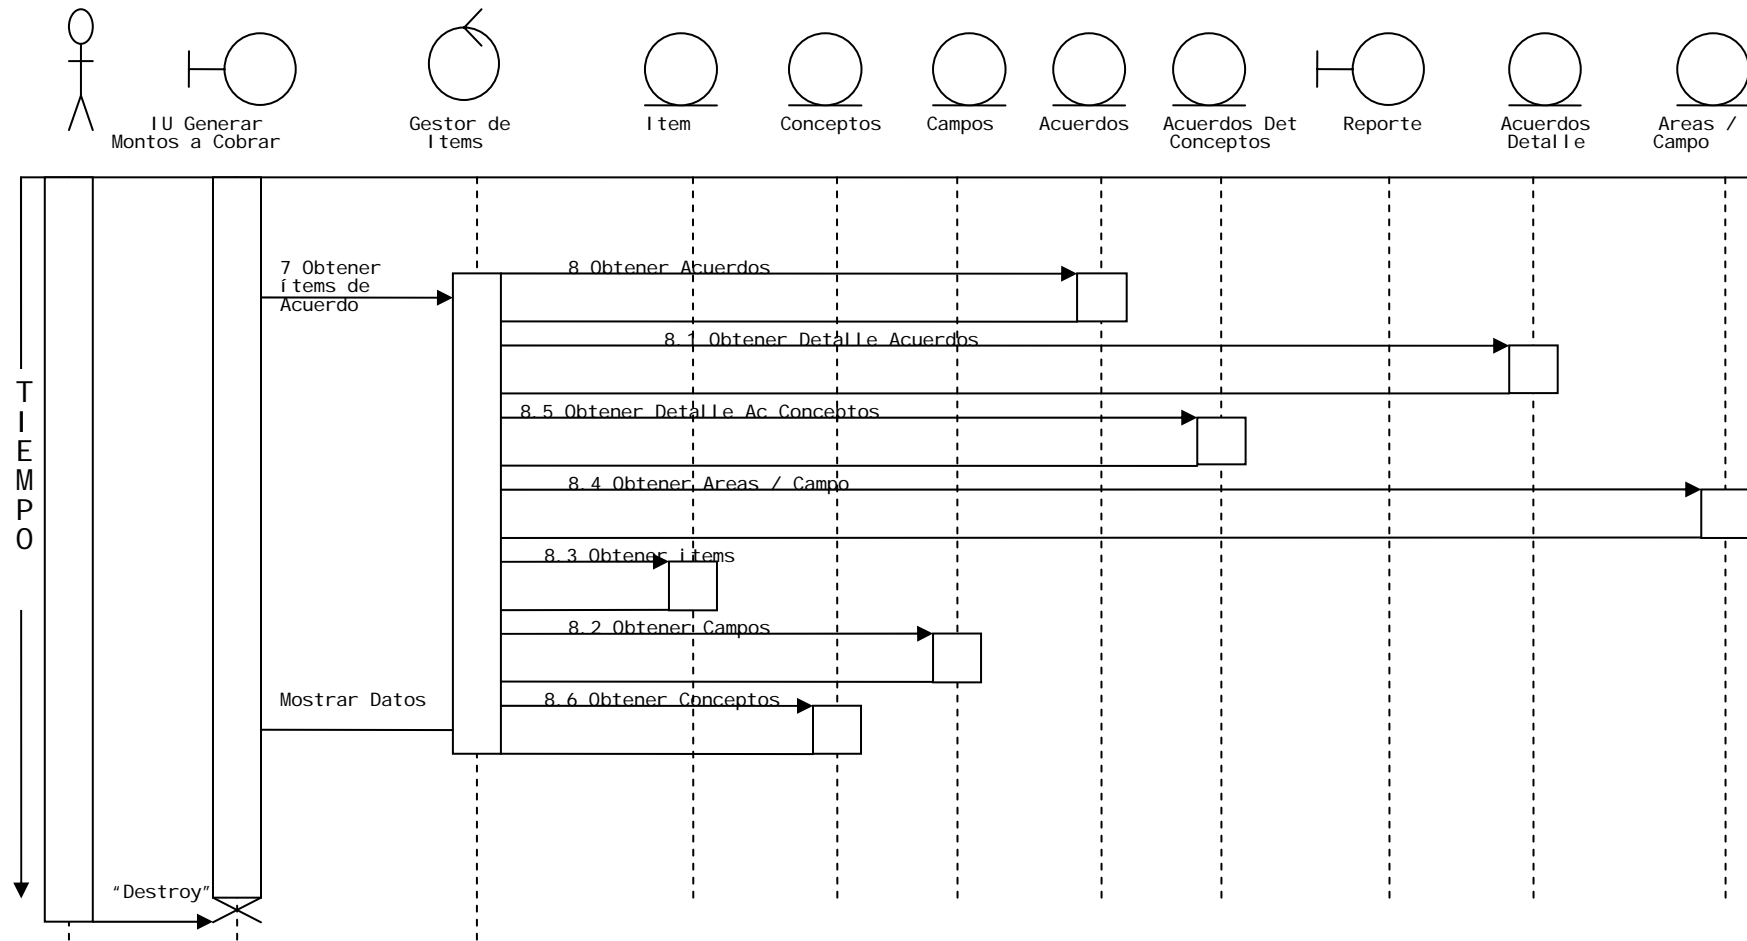 IU Generar
Montos a Cobrar
Gestor de
Items
Item
Conceptos
Campos
Acuerdos
Acuerdos Det
Conceptos
Reporte
Acuerdos
Detalle
Areas /
Campo
7 Obtener
ítems de
Acuerdo
8 Obtener Acuerdos
8.1 Obtener Detalle Acuerdos
8.5 Obtener Detalle Ac Conceptos
8.4 Obtener Areas / Campo
8.3 Obtener items
8.2 Obtener Campos
8.6 Obtener Conceptos
Mostrar Datos
TIEMPO
“Destroy”